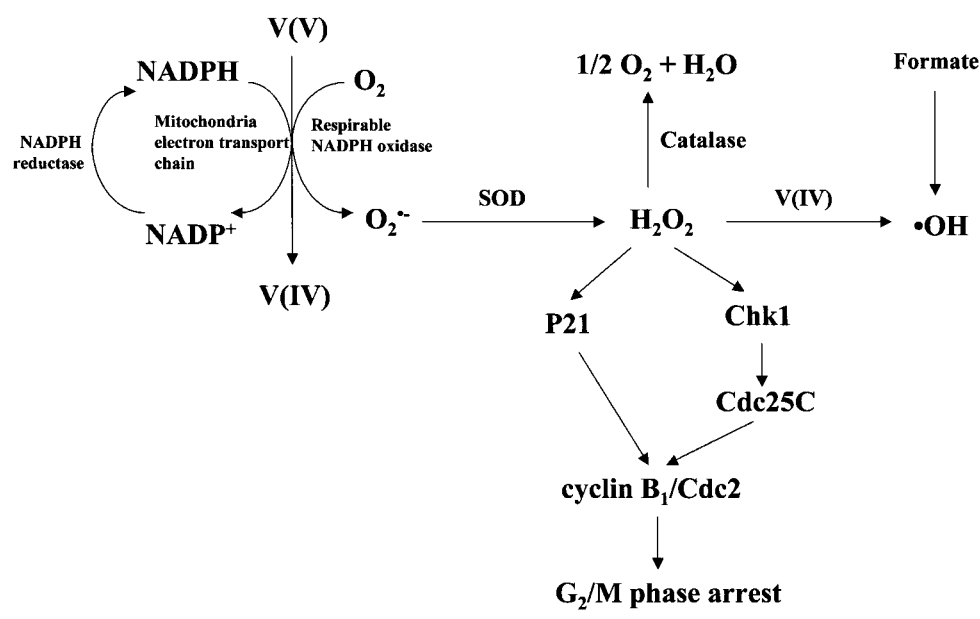 V(V)
NADPH
O₂
1/2 O₂ + H₂O
Formate
Mitochondria
electron transport
chain
Respirable
NADPH oxidase
NADPH
reductase
Catalase
NADP⁺
O₂•-
SOD
H₂O₂
V(IV)
•OH
V(IV)
P21
Chk1
Cdc25C
cyclin B₁/Cdc2
G₂/M phase arrest